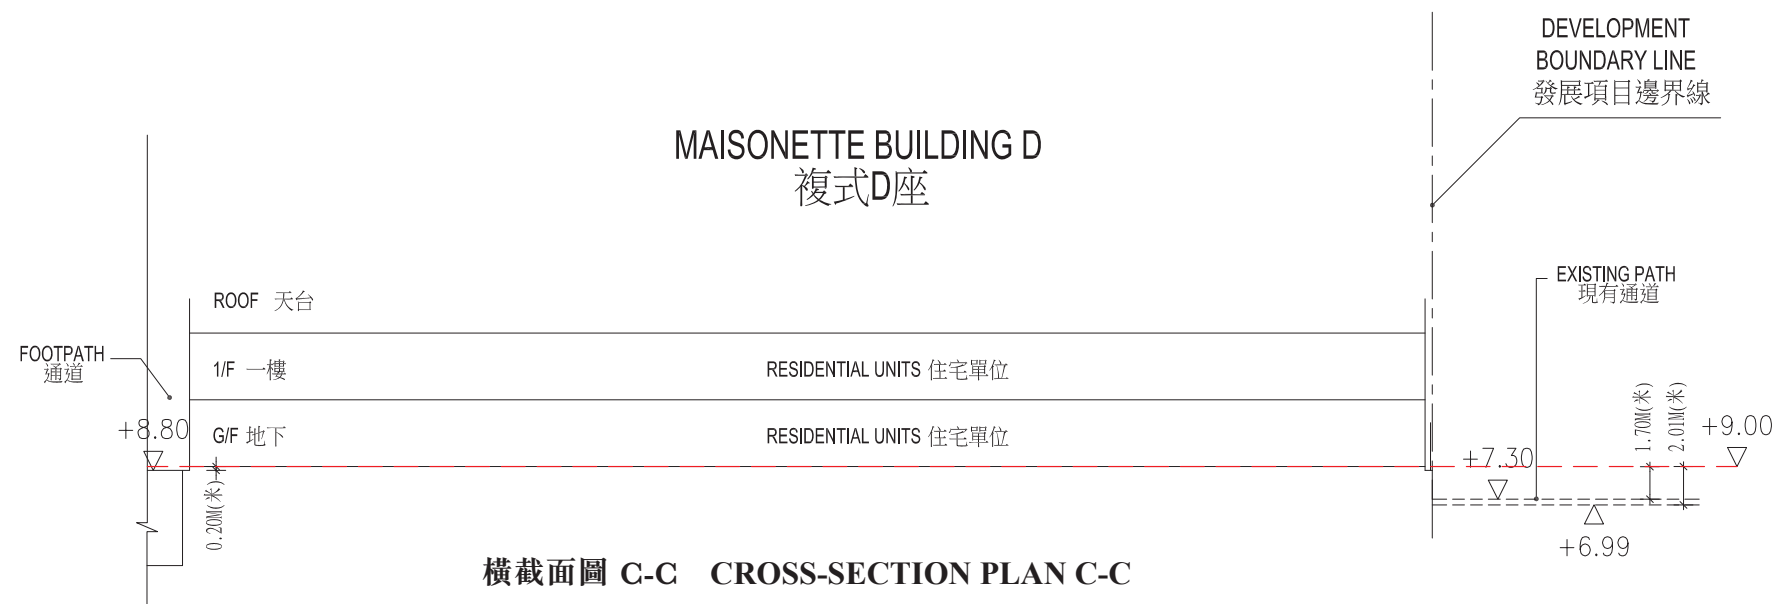 DEVELOPMENT
BOUNDARY LINE
發展項目邊界線
MAISONETTE BUILDING D
複式D座
EXISTING PATH
現有通道
ROOF 天台
FOOTPATH
通道
1/F 一樓
RESIDENTIAL UNITS 住宅單位
+8.80
G/F 地下
RESIDENTIAL UNITS 住宅單位
1.70M(米)
2.01M(米)
+9.00
+7.30
0.20M(米)
+6.99
橫截面圖 C-C CROSS-SECTION PLAN C-C